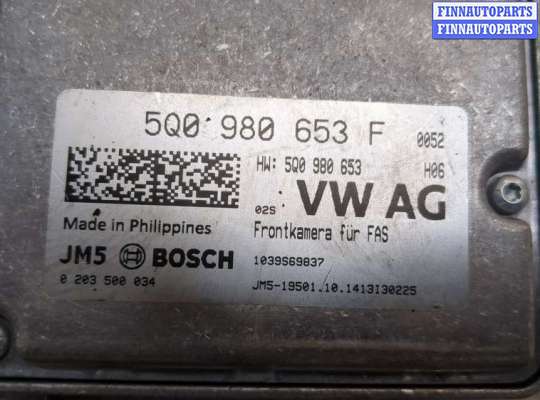 FINNAUTOPARTS
FINNAUTOPARTS
5Q0 980 653 F 0052
HW: 5Q0 980 653 H06
02S VW AG
Made in Philippines
Frontkamera für FAS
JM5 BOSCH
1039S69837
0 203 500 034
JM5-19501.10.1413130225